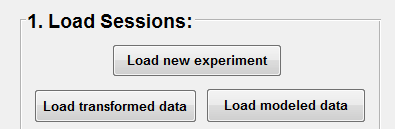 1. Load Sessions:
Load new experiment
Load transformed data Load modeled data